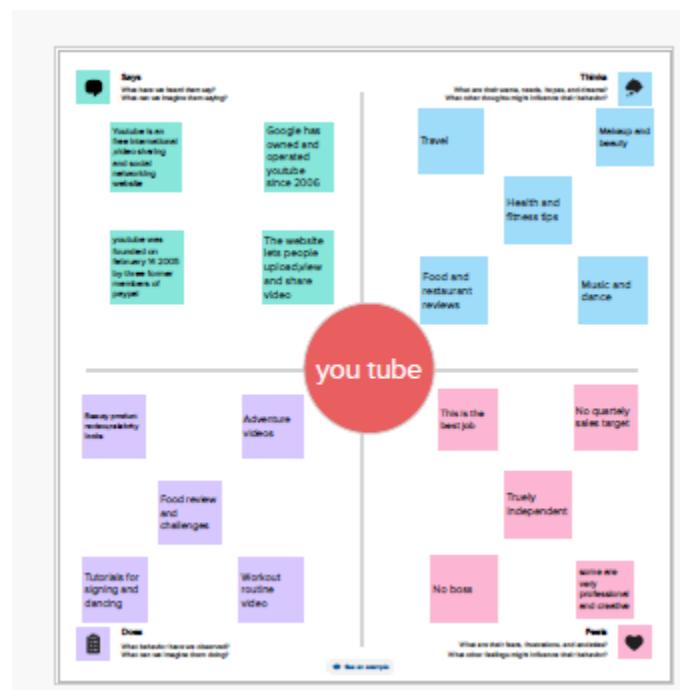 Says
What have we heard them say?
What can we imagine them saying?
Thinks
What are their wants, needs, hopes, and dreams?
What other thoughts might influence their behavior?
Youtube is an
free international
,video sharing
and social
networking
website
Google has
owned and
operated
youtube
since 2006
youtube was
founded on
february 14 2005
by three former
members of
paypal
The website
lets people
upload,view
and share
video
Travel
Makeup and
beauty
Health and
fitness tips
Food and
restaurant
reviews
Music and
dance
you tube
Beauty product
looks
Adventure
videos
Food review
and
challenges
Tutorials for
signing and
dancing
Workout
routine
video
This is the
best job
No quartely
sales target
Truely
independent
No boss
some are
very
professional
and creative
Does
What behavior have we observed?
What can we imagine them doing?
Feels
What are their fears, frustrations, and anxieties?
What other feelings might influence their behavior?
See an example